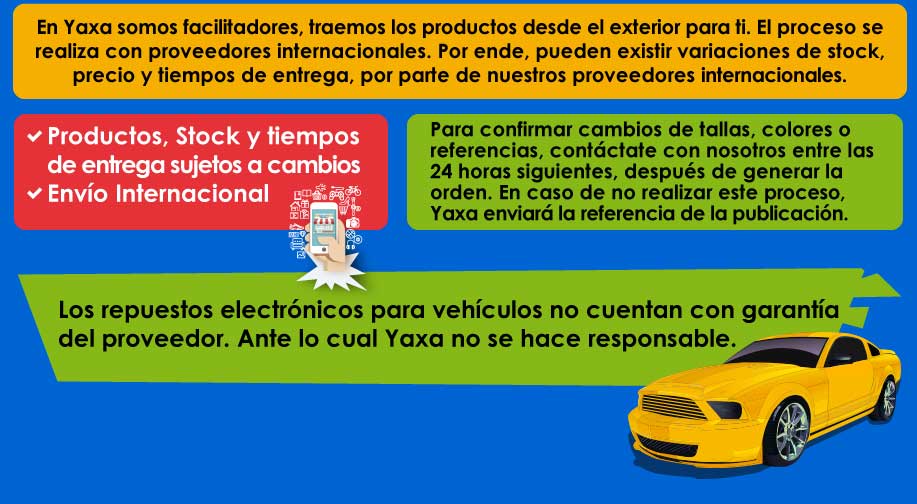 En Yaxa somos facilitadores, traemos los productos desde el exterior para ti. El proceso se
realiza con proveedores internacionales. Por ende, pueden existir variaciones de stock,
precio y tiempos de entrega, por parte de nuestros proveedores internacionales.
Productos, Stock y tiempos
de entrega sujetos a cambios
Envío Internacional
Para confirmar cambios de tallas, colores o
referencias, contáctate con nosotros entre las
24 horas siguientes, después de generar la
orden. En caso de no realizar este proceso,
Yaxa enviará la referencia de la publicación.
Los repuestos electrónicos para vehículos no cuentan con garantía
del proveedor. Ante lo cual Yaxa no se hace responsable.